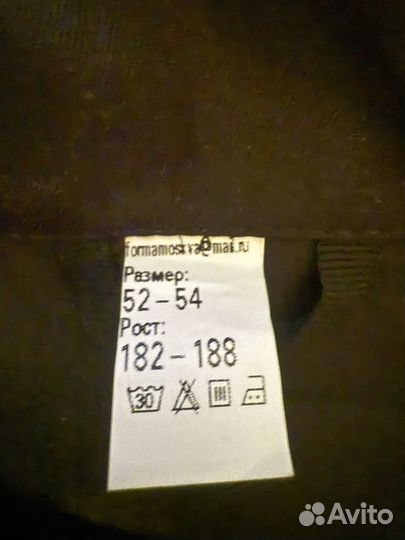 formamoskva@mail.ru
Размер:
52-54
Рост:
182-188
30
Avito